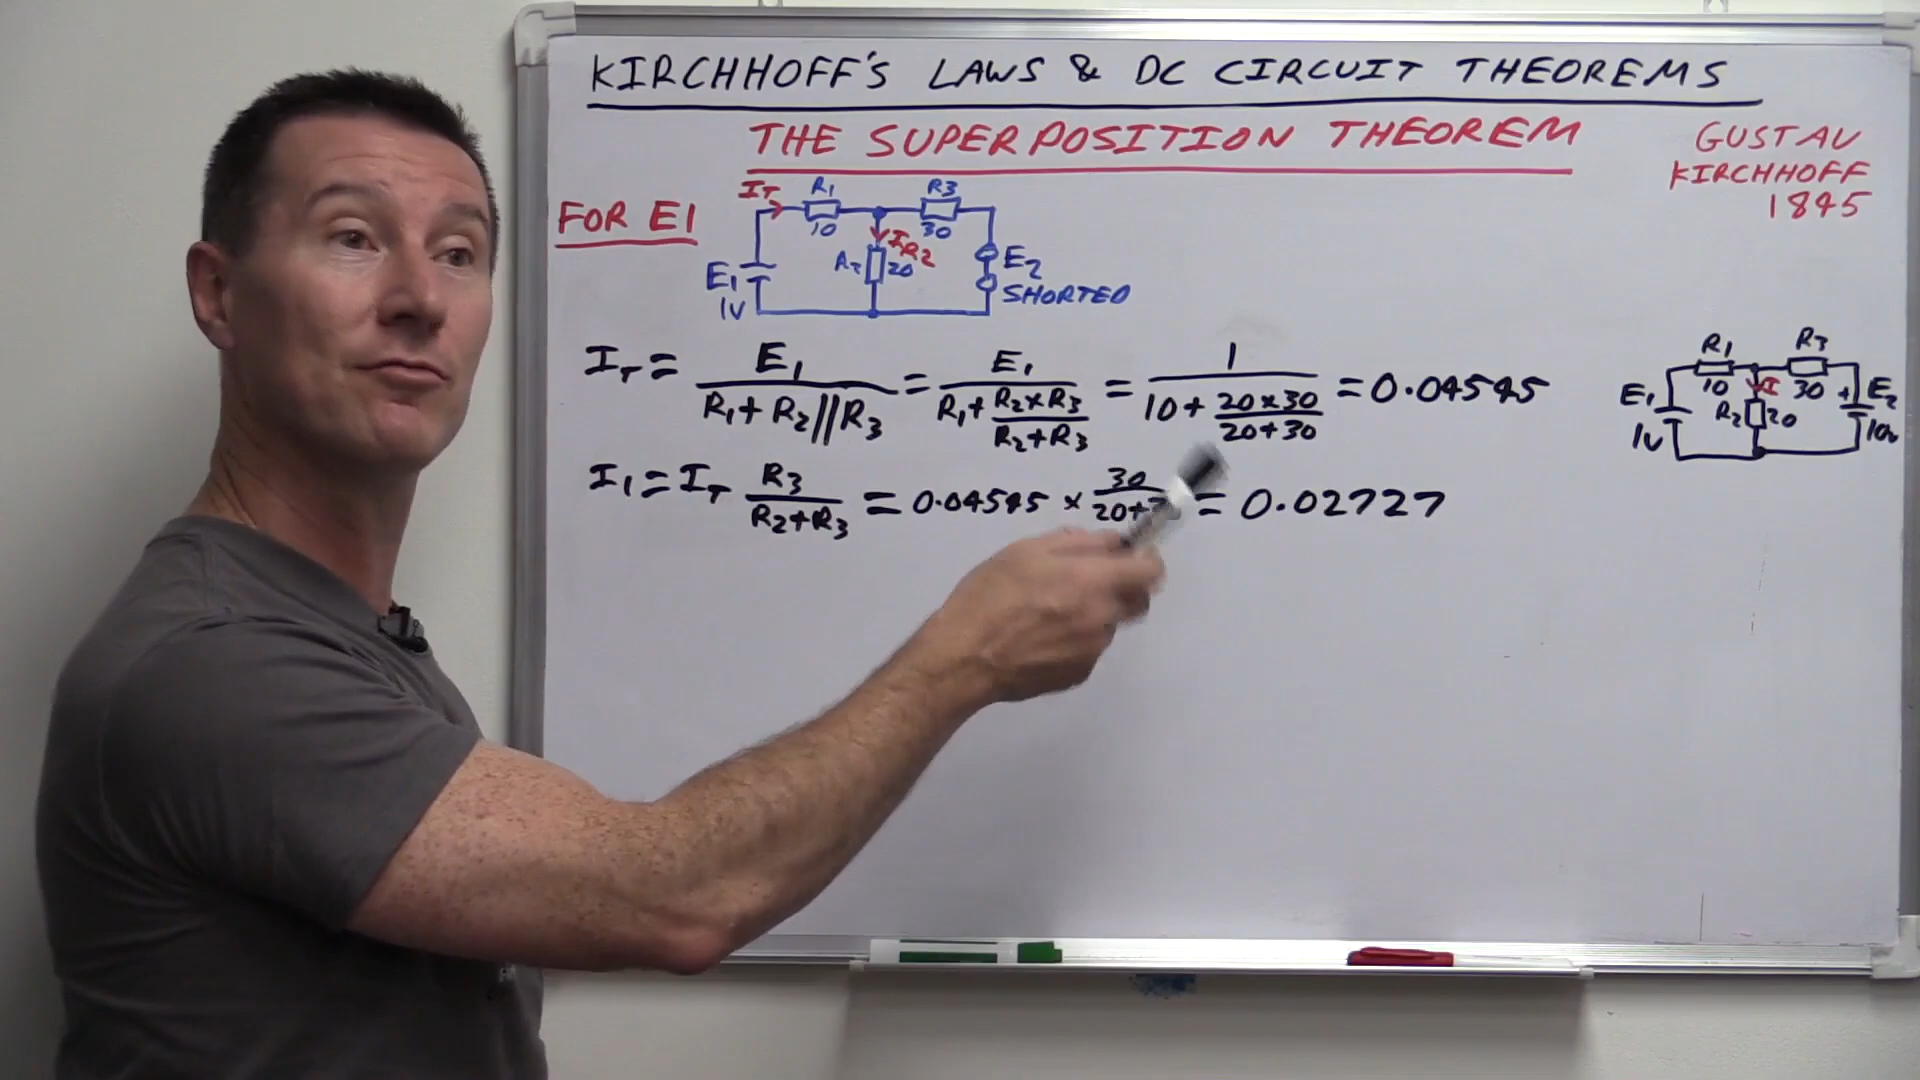 KIRCHHOFF'S LAWS & DC CIRCUIT THEOREMS
THE SUPERPOSITION THEOREM
GUSTAV
KIRCHHOFF
1845
FOR E1
IT R1 R3
10 30
IR2
R2 20
E1
1V
E2
SHORTED
IT = E1 / (R1 + R2//R3) = E1 / (R1 + (R2 x R3) / (R2 + R3)) = 1 / (10 + (20 x 30) / (20 + 30)) = 0.04545
I1 = IT R3 / (R2 + R3) = 0.04545 x 30 / (20 + = 0.02727
R1 R3
10 I 30 +
E1 R2 20 E2
1V 10V